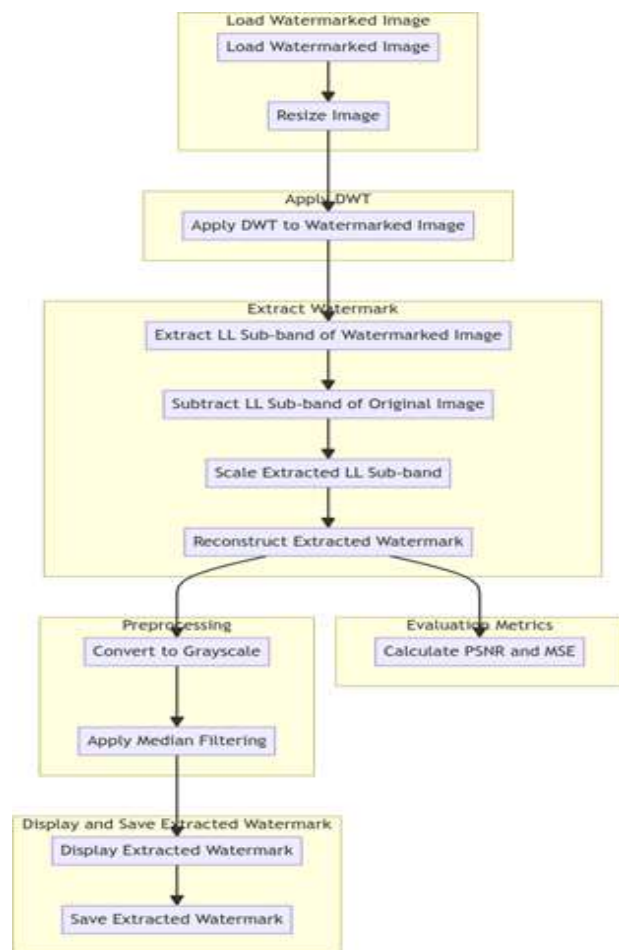 Load Watermarked Image
Load Watermarked Image
Resize Image
Apply DWT
Apply DWT to Watermarked Image
Extract Watermark
Extract LL Sub-band of Watermarked Image
Subtract LL Sub-band of Original Image
Scale Extracted LL Sub-band
Reconstruct Extracted Watermark
Preprocessing
Convert to Grayscale
Apply Median Filtering
Evaluation Metrics
Calculate PSNR and MSE
Display and Save Extracted Watermark
Display Extracted Watermark
Save Extracted Watermark